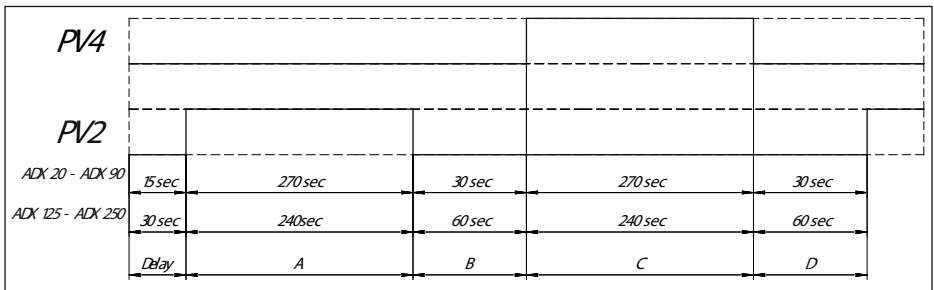 PV4
PV2
ADX 20 - ADX 90 15 sec 270 sec 30 sec 270 sec 30 sec
ADX 125 - ADX 250 30 sec 240sec 60 sec 240 sec 60 sec
Delay A B C D